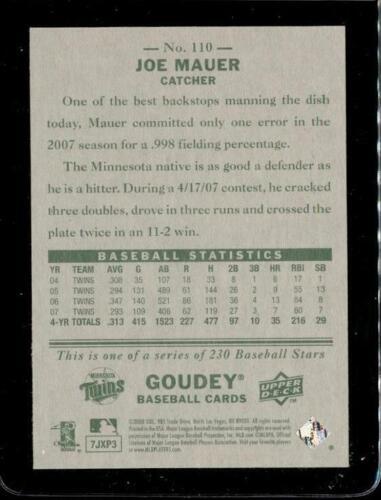 — No. 110 —
JOE MAUER
CATCHER
One of the best backstops manning the dish
today, Mauer committed only one error in the
2007 season for a .998 fielding percentage.
The Minnesota native is as good a defender as
he is a hitter. During a 4/17/07 contest, he cracked
three doubles, drove in three runs and crossed the
plate twice in an 11-2 win.
BASEBALL STATISTICS
YR TEAM AVG G AB R H 2B 3B HR RBI SB
04 TWINS .308 35 107 18 33 8 1 6 17 1
05 TWINS .294 131 489 61 144 26 2 9 55 13
06 TWINS .347 140 521 86 181 36 4 13 84 8
07 TWINS .293 109 406 62 119 27 3 7 60 7
4-YR TOTALS .313 415 1523 227 477 97 10 35 216 29
This is one of a series of 230 Baseball Stars
MINNESOTA
Twins
GOUDEY®
BASEBALL CARDS
UPPER
DECK
7JXP3